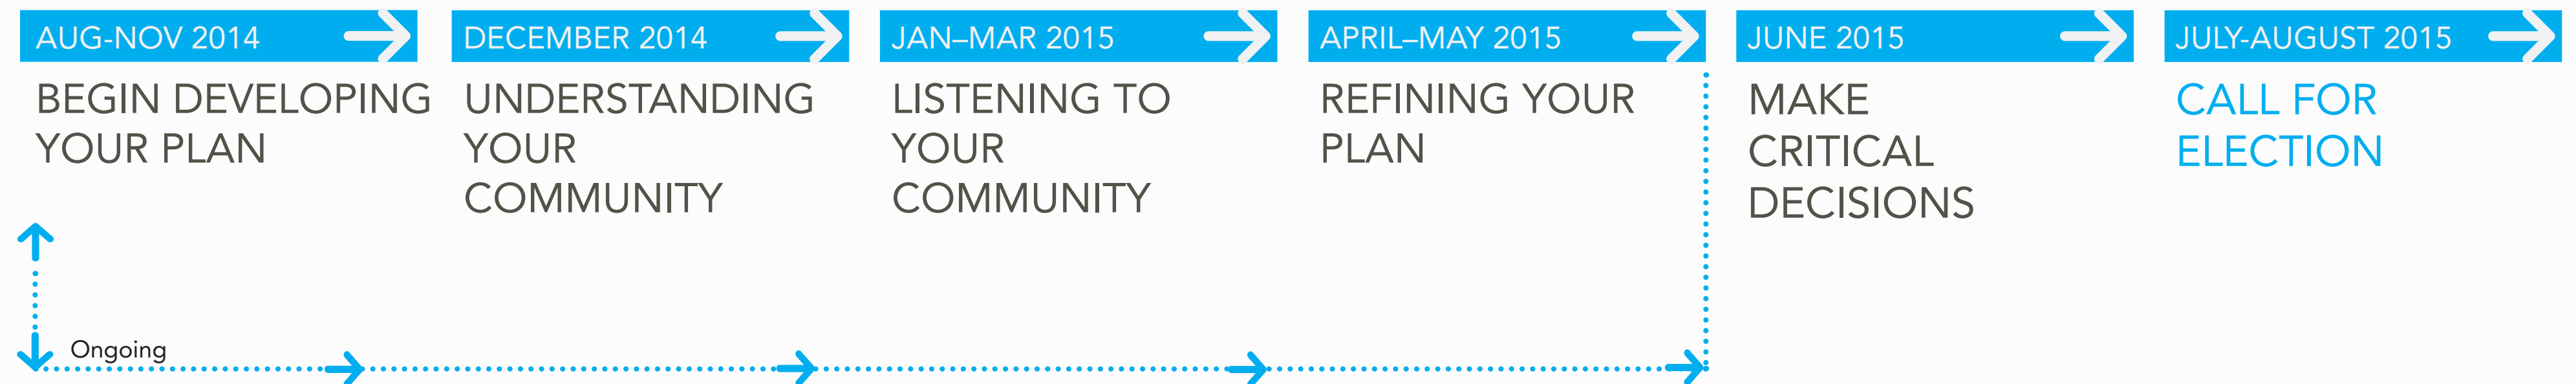 AUG-NOV 2014
BEGIN DEVELOPING
YOUR PLAN
DECEMBER 2014
UNDERSTANDING
YOUR
COMMUNITY
JAN–MAR 2015
LISTENING TO
YOUR
COMMUNITY
APRIL–MAY 2015
REFINING YOUR
PLAN
JUNE 2015
MAKE
CRITICAL
DECISIONS
JULY-AUGUST 2015
CALL FOR
ELECTION
Ongoing